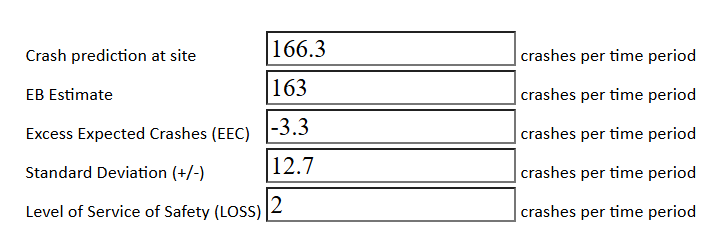 Crash prediction at site 166.3 crashes per time period
EB Estimate 163 crashes per time period
Excess Expected Crashes (EEC) -3.3 crashes per time period
Standard Deviation (+/-) 12.7 crashes per time period
Level of Service of Safety (LOSS) 2 crashes per time period